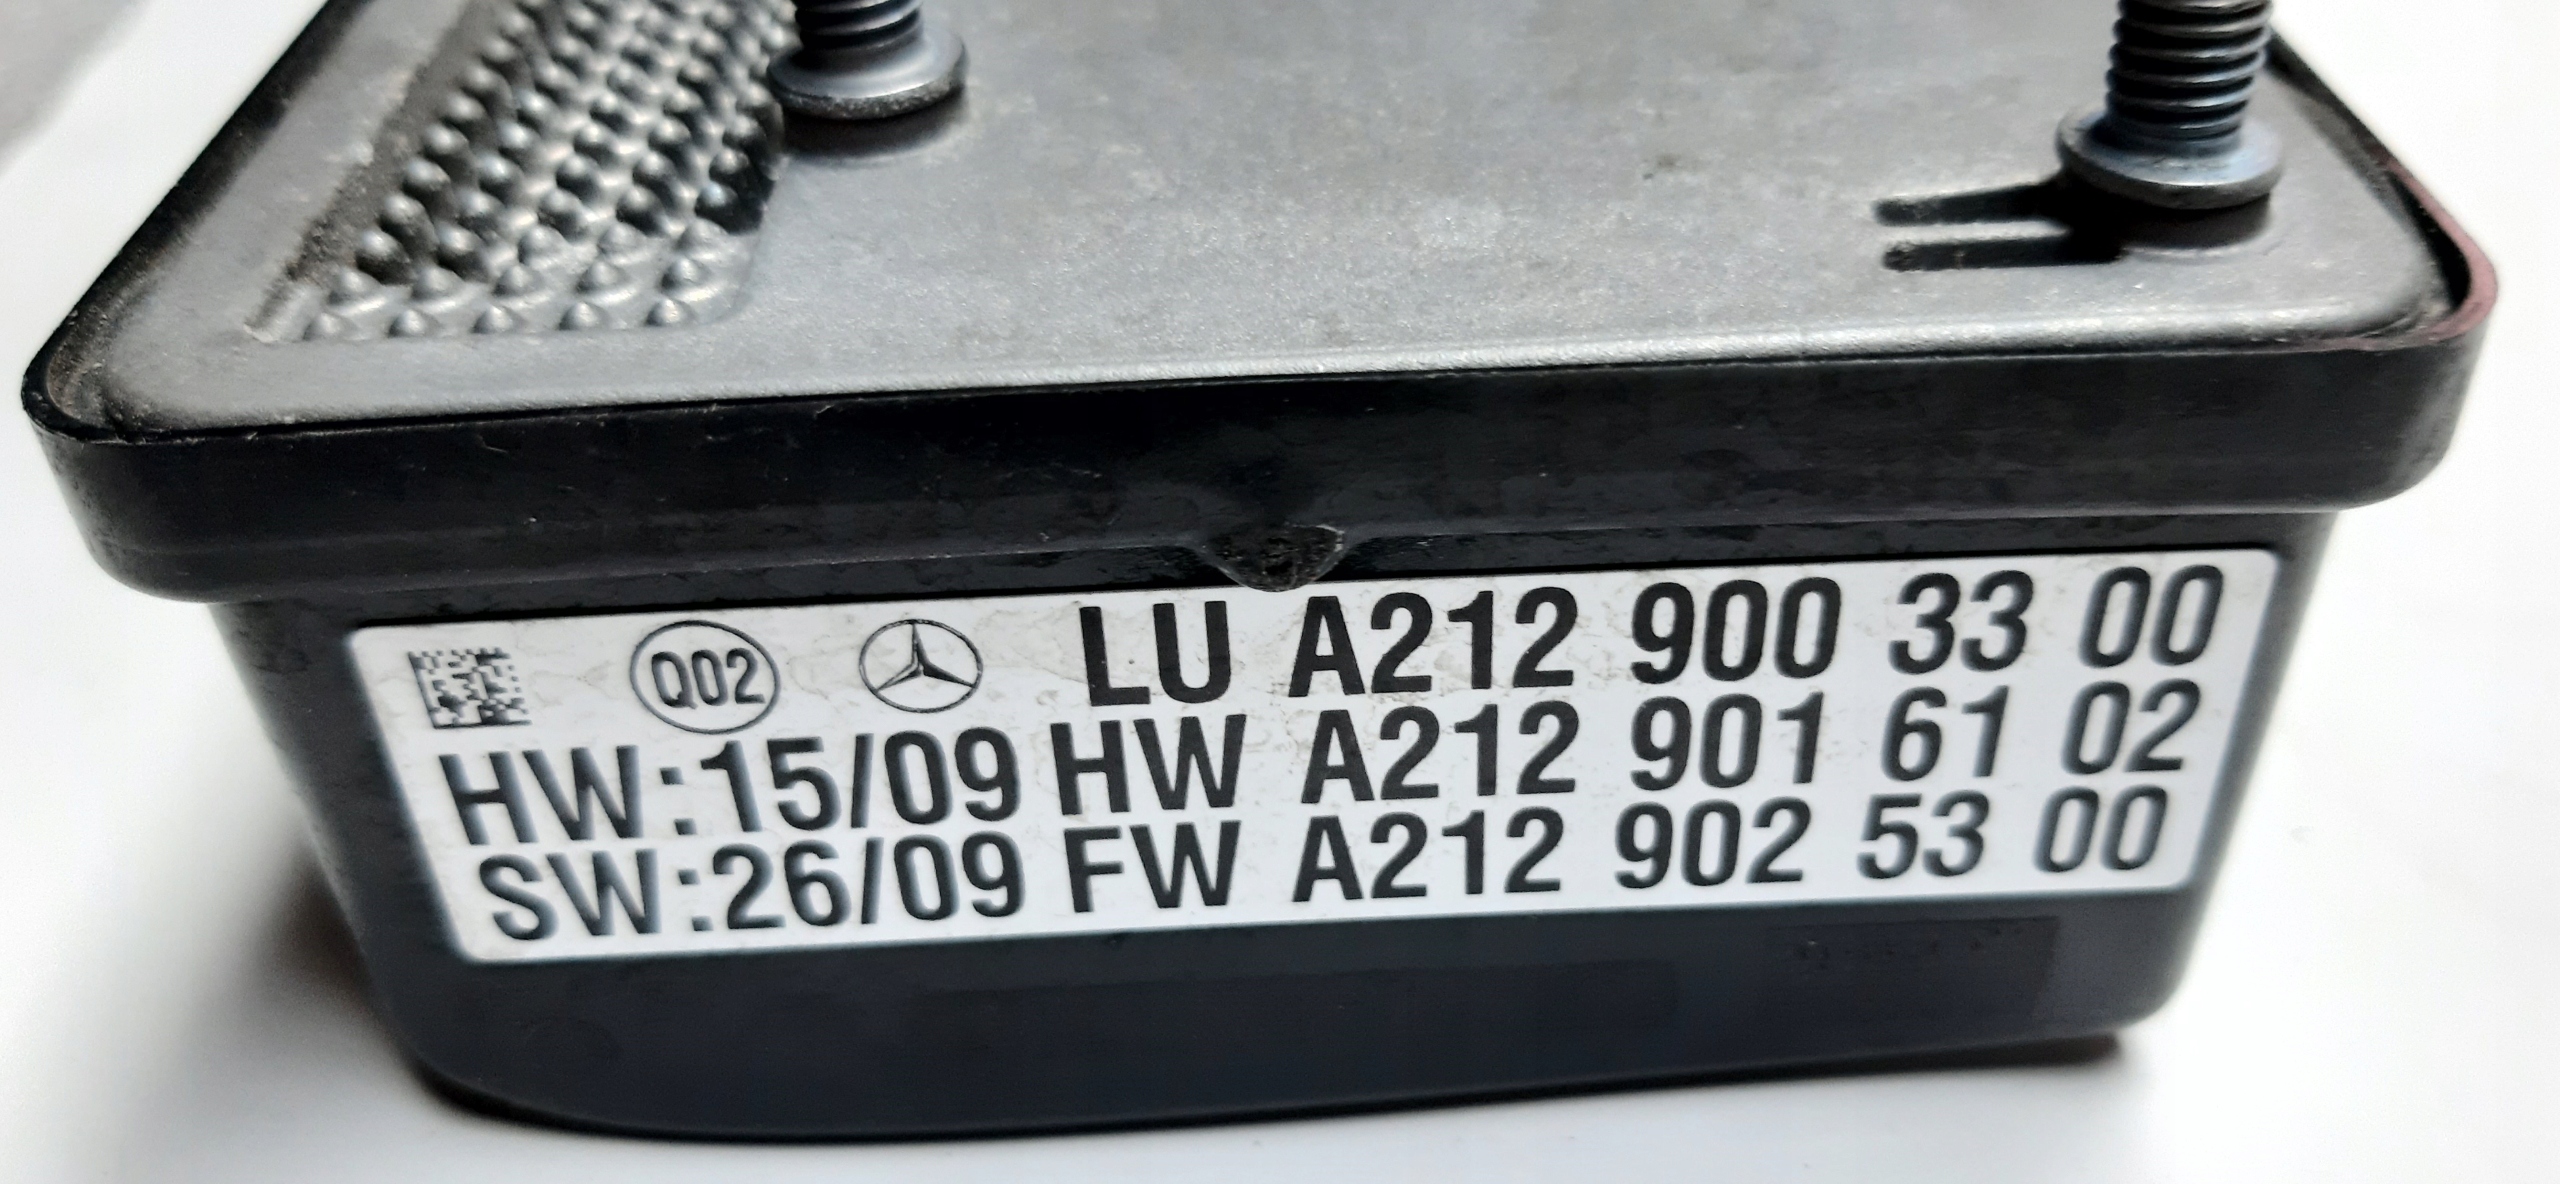 Q02 LU A212 900 33 00
HW:15/09 HW A212 901 61 02
SW:26/09 FW A212 902 53 00